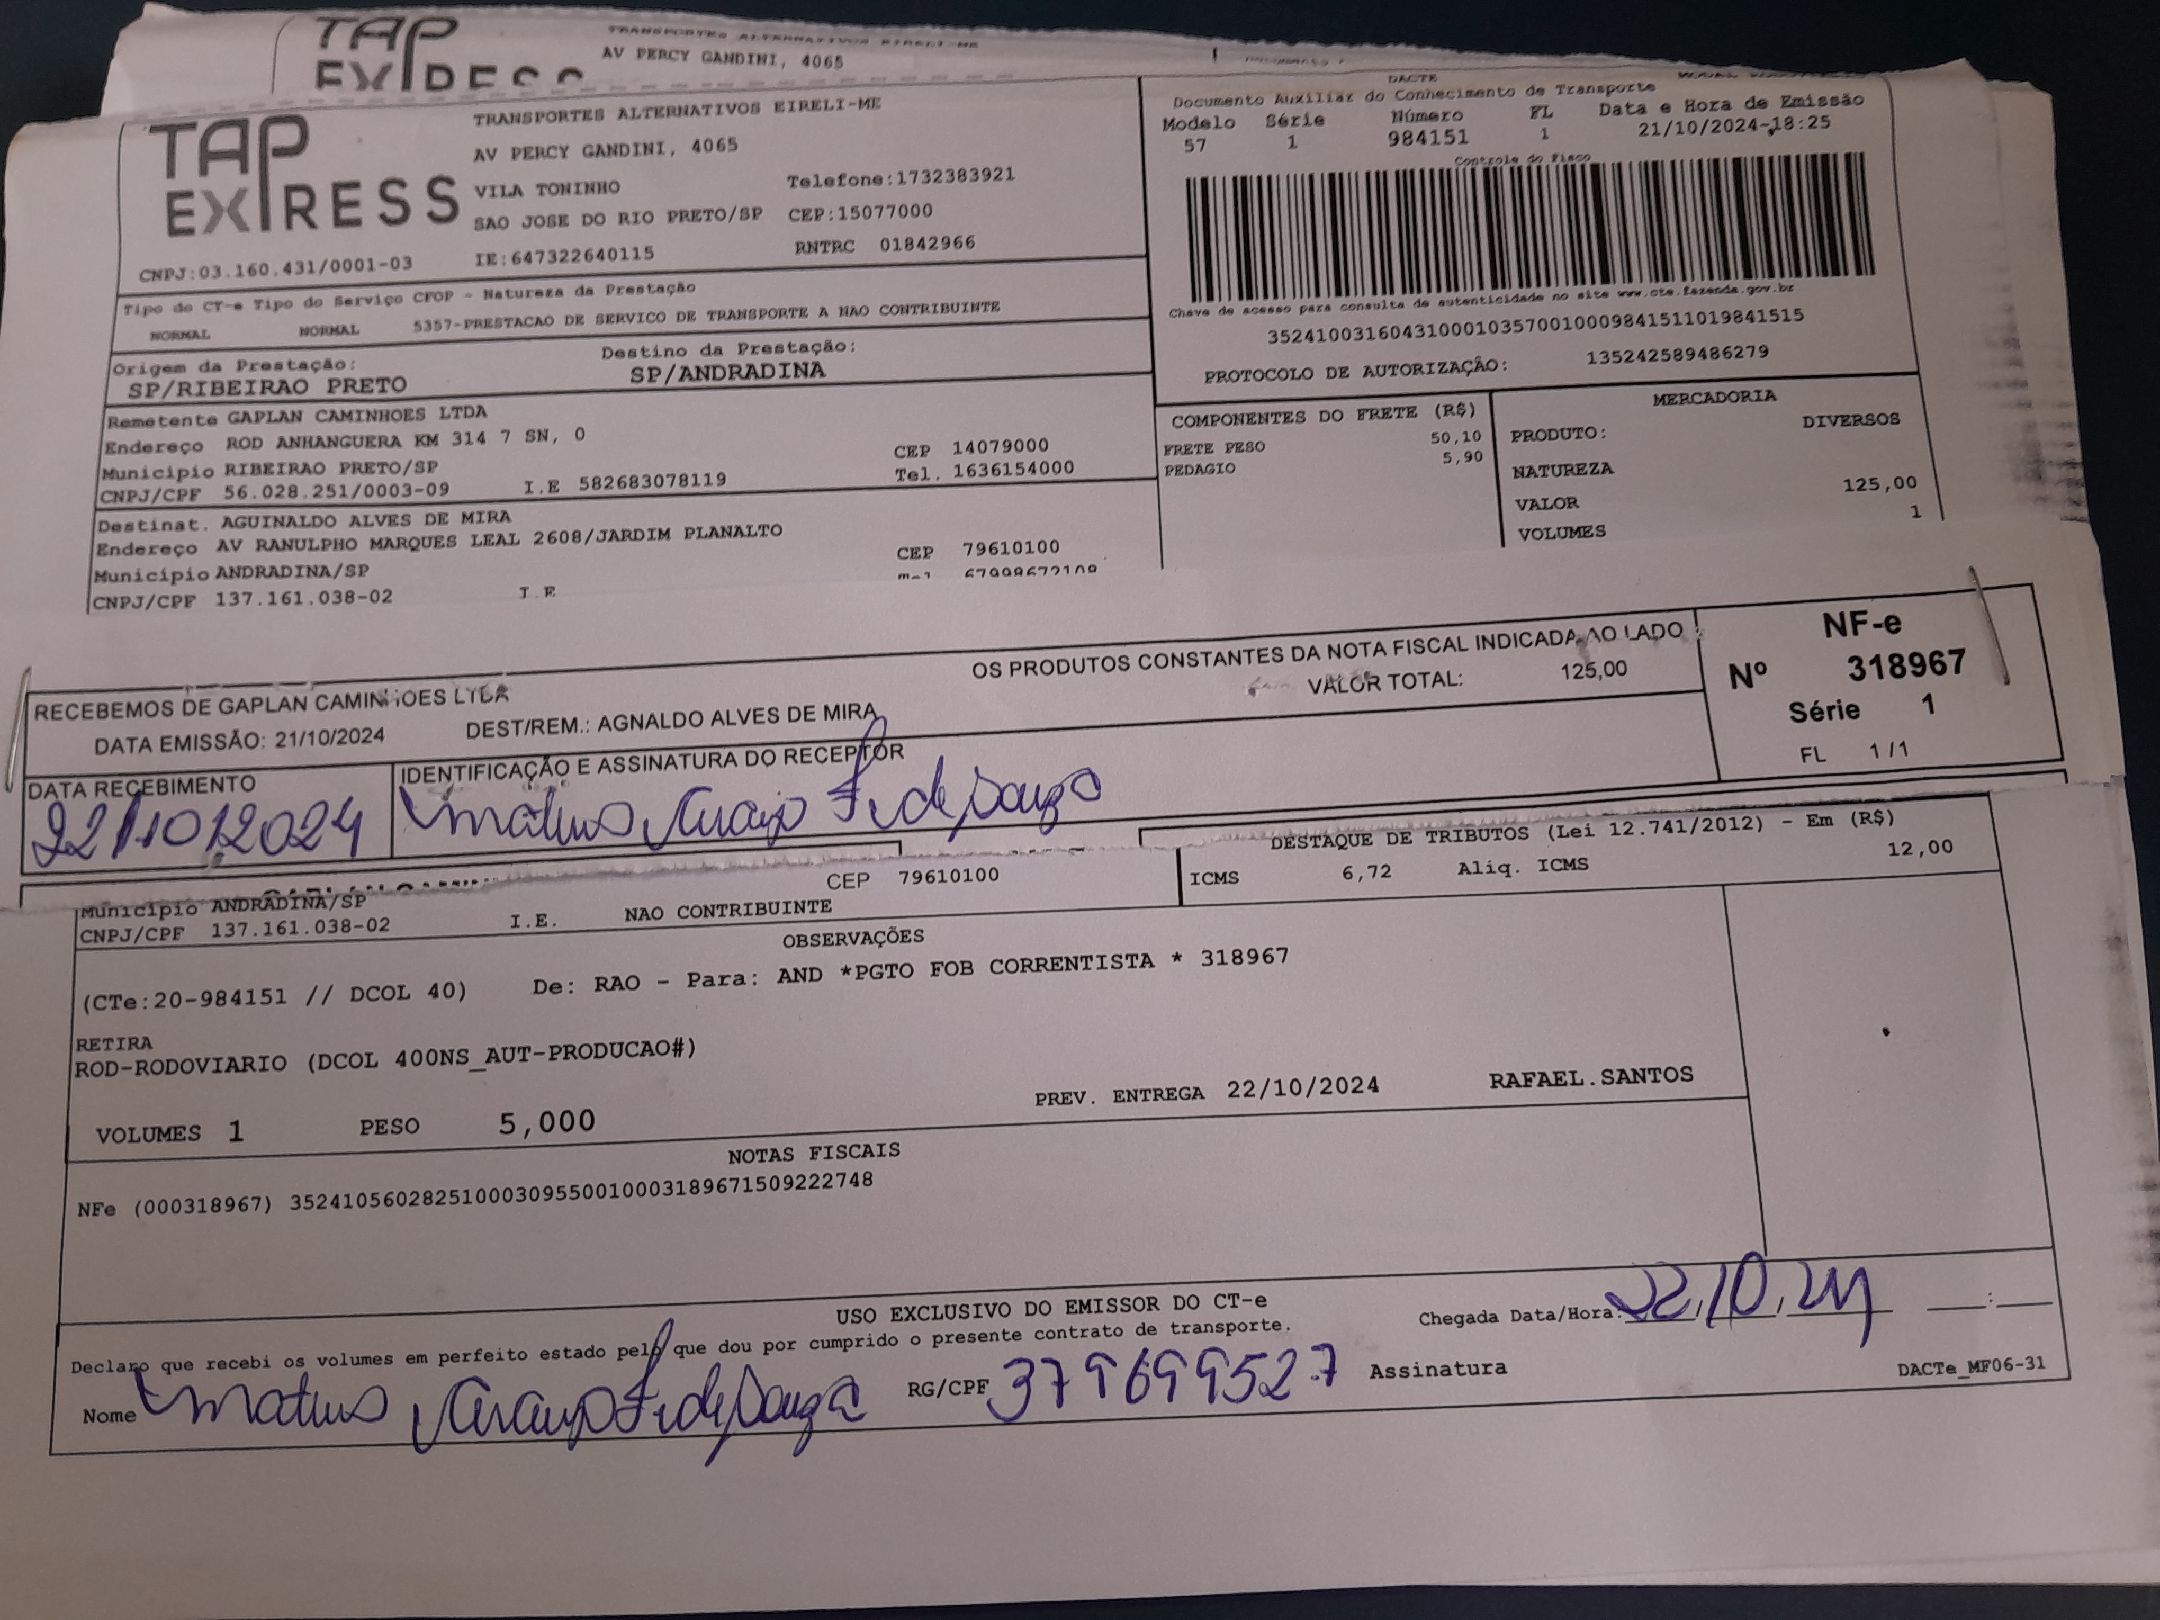 TAP EXPRESS
TRANSPORTES ALTERNATIVOS EIRELI-ME
AV PERCY GANDINI, 4065
TAP EXPRESS
TRANSPORTES ALTERNATIVOS EIRELI-ME
AV PERCY GANDINI, 4065
VILA TONINHO Telefone:1732383921
SAO JOSE DO RIO PRETO/SP CEP:15077000
CNPJ:03.160.431/0001-03 IE:647322640115 RNTRC 01842966
DACTE
Documento Auxiliar do Conhecimento de Transporte
Modelo Série Número FL Data e Hora de Emissão
57 1 984151 1 21/10/2024-18:25
Controle do Fisco
Chave de acesso para consulta de autenticidade no site www.cte.fazenda.gov.br
35241003160431000103570010009841511019841515
PROTOCOLO DE AUTORIZAÇÃO: 135242589486279
Tipo do CT-e Tipo do Serviço CFOP - Natureza da Prestação
NORMAL NORMAL 5357-PRESTACAO DE SERVICO DE TRANSPORTE A NAO CONTRIBUINTE
Origem da Prestação: Destino da Prestação:
SP/RIBEIRAO PRETO SP/ANDRADINA
Remetente GAPLAN CAMINHOES LTDA
Endereço ROD ANHANGUERA KM 314 7 SN, 0 CEP 14079000
Município RIBEIRAO PRETO/SP Tel. 1636154000
CNPJ/CPF 56.028.251/0003-09 I.E 582683078119
Destinat. AGUINALDO ALVES DE MIRA
Endereço AV RANULPHO MARQUES LEAL 2608/JARDIM PLANALTO CEP 79610100
Município ANDRADINA/SP 67998672108
CNPJ/CPF 137.161.038-02 I.E
COMPONENTES DO FRETE (R$)
FRETE PESO 50,10
PEDAGIO 5,90
MERCADORIA
PRODUTO: DIVERSOS
NATUREZA
VALOR 125,00
VOLUMES 1
RECEBEMOS DE GAPLAN CAMINHOES LTDA OS PRODUTOS CONSTANTES DA NOTA FISCAL INDICADA AO LADO
DATA EMISSÃO: 21/10/2024 DEST/REM.: AGNALDO ALVES DE MIRA VALOR TOTAL: 125,00
NF-e
Nº 318967
Série 1
FL 1 /1
DATA RECEBIMENTO IDENTIFICAÇÃO E ASSINATURA DO RECEPTOR
22/10/2024 Mateus Araujo F. de Souza
DESTAQUE DE TRIBUTOS (Lei 12.741/2012) - Em (R$)
ICMS 6,72 Aliq. ICMS 12,00
CEP 79610100
Município ANDRADINA/SP
CNPJ/CPF 137.161.038-02 I.E. NAO CONTRIBUINTE
OBSERVAÇÕES
(CTe:20-984151 // DCOL 40) De: RAO - Para: AND *PGTO FOB CORRENTISTA * 318967
RETIRA
ROD-RODOVIARIO (DCOL 400NS_AUT-PRODUCAO#)
PREV. ENTREGA 22/10/2024 RAFAEL.SANTOS
VOLUMES 1 PESO 5,000
NOTAS FISCAIS
NFe (000318967) 35241056028251000309550010003189671509222748
USO EXCLUSIVO DO EMISSOR DO CT-e
Declaro que recebi os volumes em perfeito estado pelo que dou por cumprido o presente contrato de transporte.
Chegada Data/Hora: 22/10/24 __:__
Nome Mateus Araujo F. de Souza RG/CPF 379699527 Assinatura
DACTe_MF06-31